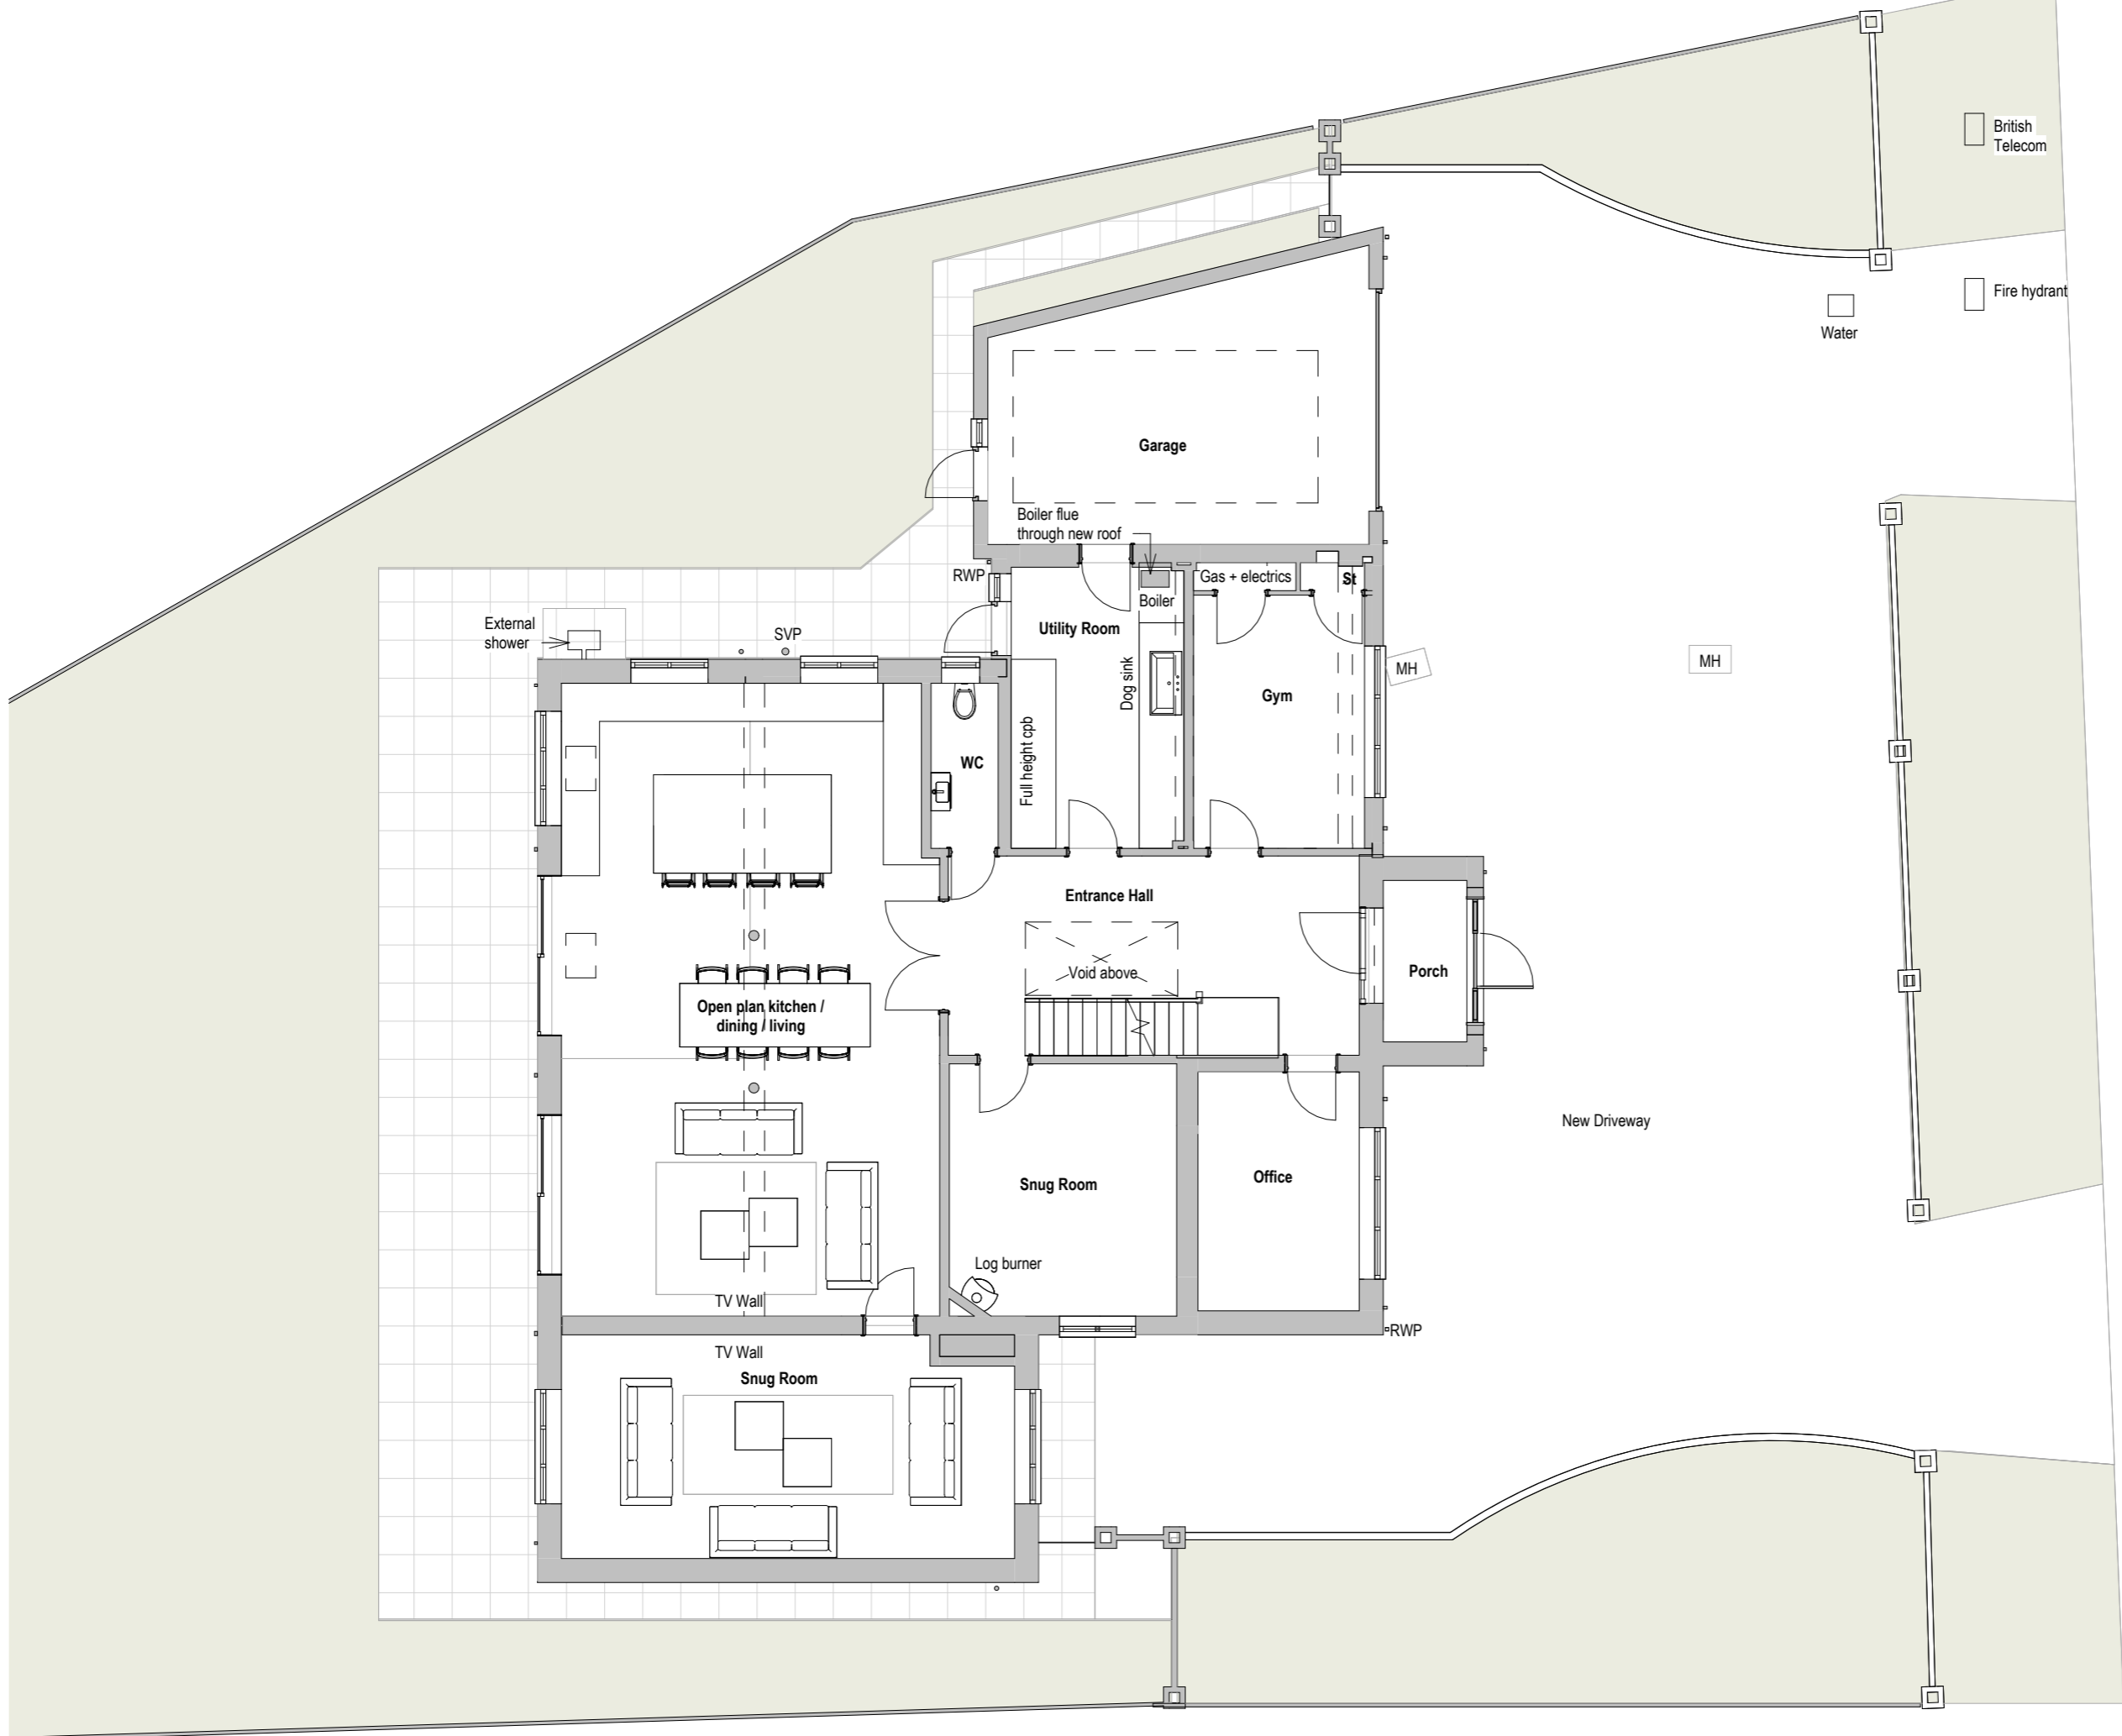 British
Telecom
Fire hydrant
Water
Garage
Boiler flue
through new roof
RWP
Gas + electrics
St
Boiler
External
shower
SVP
Utility Room
Dog sink
MH
MH
Gym
Full height cpb
WC
Entrance Hall
Void above
Porch
Open plan kitchen /
dining / living
New Driveway
Snug Room
Office
Log burner
TV Wall
RWP
TV Wall
Snug Room